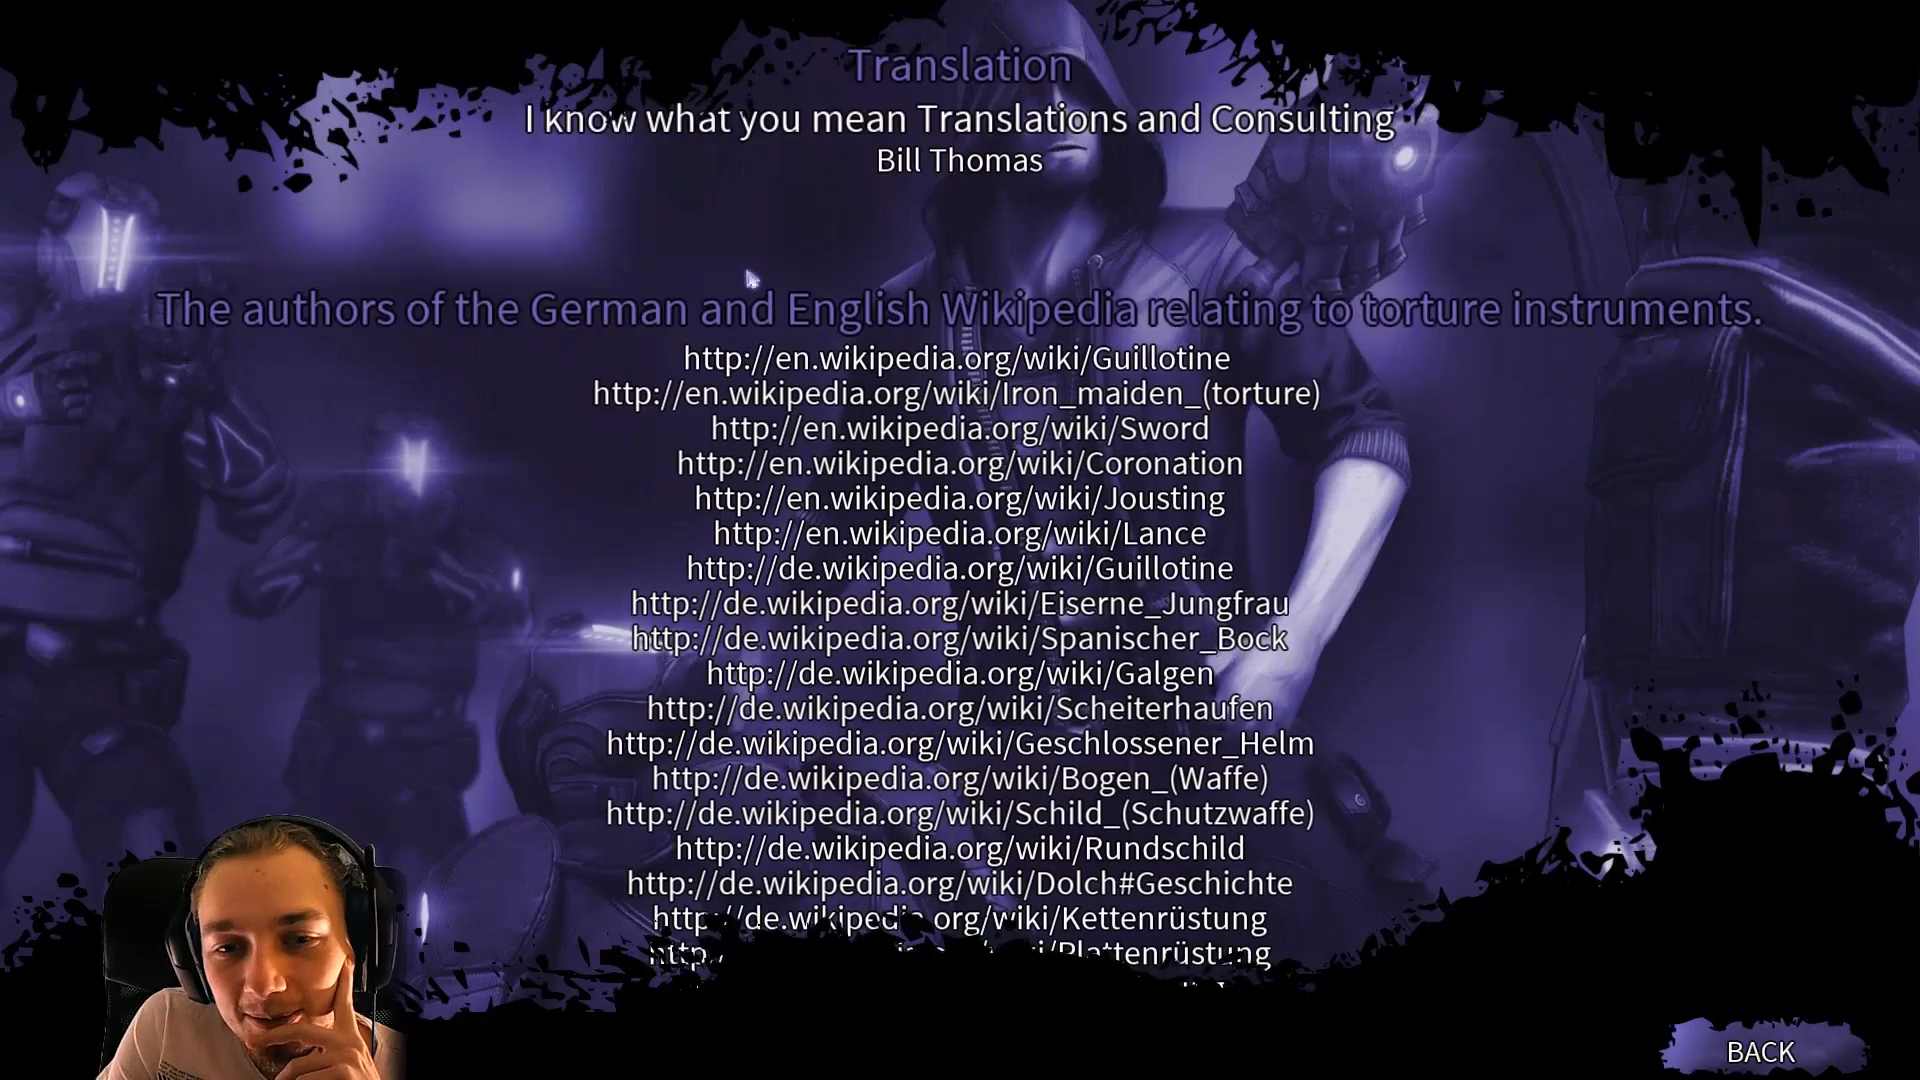 Translation
I know what you mean Translations and Consulting
Bill Thomas
The authors of the German and English Wikipedia relating to torture instruments.
http://en.wikipedia.org/wiki/Guillotine
http://en.wikipedia.org/wiki/Iron_maiden_(torture)
http://en.wikipedia.org/wiki/Sword
http://en.wikipedia.org/wiki/Coronation
http://en.wikipedia.org/wiki/Jousting
http://en.wikipedia.org/wiki/Lance
http://de.wikipedia.org/wiki/Guillotine
http://de.wikipedia.org/wiki/Eiserne_Jungfrau
http://de.wikipedia.org/wiki/Spanischer_Bock
http://de.wikipedia.org/wiki/Galgen
http://de.wikipedia.org/wiki/Scheiterhaufen
http://de.wikipedia.org/wiki/Geschlossener_Helm
http://de.wikipedia.org/wiki/Bogen_(Waffe)
http://de.wikipedia.org/wiki/Schild_(Schutzwaffe)
http://de.wikipedia.org/wiki/Rundschild
http://de.wikipedia.org/wiki/Dolch#Geschichte
http://de.wikipedia.org/wiki/Kettenrüstung
/Plattenrüstung
BACK